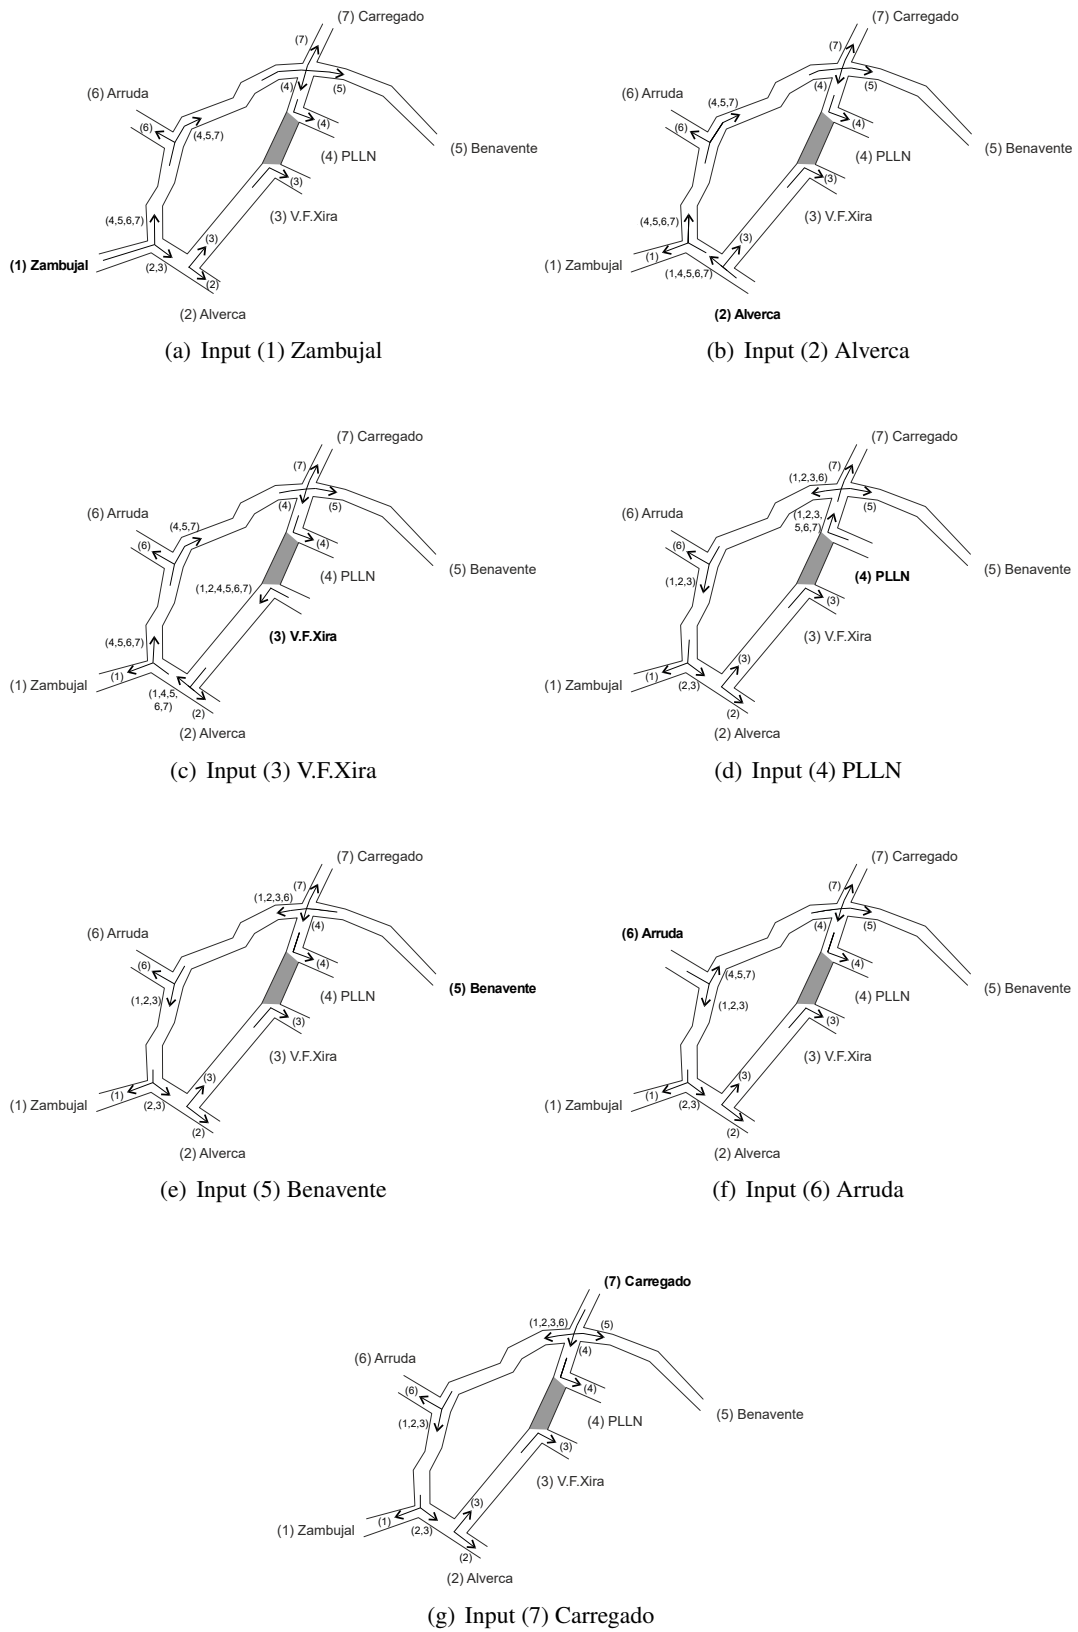 (7) Carregado
(7)
(6) Arruda
(4)
(5)
(6)
(4,5,7)
(4)
(5) Benavente
(4) PLLN
(3)
(3) V.F.Xira
(4,5,6,7)
(3)
(1) Zambujal
(2,3)
(2)
(2) Alverca
(a) Input (1) Zambujal
(7) Carregado
(7)
(6) Arruda
(4)
(5)
(4,5,7)
(6)
(4)
(5) Benavente
(4) PLLN
(3)
(3) V.F.Xira
(4,5,6,7)
(3)
(1) Zambujal
(1)
(1,4,5,6,7)
(2) Alverca
(b) Input (2) Alverca
(7) Carregado
(7)
(4)
(5)
(6) Arruda
(4,5,7)
(6)
(4)
(5) Benavente
(4) PLLN
(1,2,4,5,6,7)
(3) V.F.Xira
(4,5,6,7)
(1) Zambujal
(1)
(1,4,5,
6,7)
(2)
(2) Alverca
(c) Input (3) V.F.Xira
(7) Carregado
(7)
(1,2,3,6)
(5)
(6) Arruda
(1,2,3,
5,6,7)
(6)
(5) Benavente
(4) PLLN
(1,2,3)
(3)
(3) V.F.Xira
(3)
(1) Zambujal
(1)
(2,3)
(2)
(2) Alverca
(d) Input (4) PLLN
(7) Carregado
(7)
(1,2,3,6)
(4)
(6) Arruda
(6)
(4)
(5) Benavente
(4) PLLN
(1,2,3)
(3)
(3) V.F.Xira
(3)
(1) Zambujal
(1)
(2,3)
(2)
(2) Alverca
(e) Input (5) Benavente
(7) Carregado
(7)
(4)
(5)
(6) Arruda
(4,5,7)
(4)
(5) Benavente
(4) PLLN
(1,2,3)
(3)
(3) V.F.Xira
(3)
(1) Zambujal
(1)
(2,3)
(2)
(2) Alverca
(f) Input (6) Arruda
(7) Carregado
(1,2,3,6)
(5)
(4)
(6) Arruda
(6)
(4)
(5) Benavente
(4) PLLN
(1,2,3)
(3)
(3) V.F.Xira
(3)
(1) Zambujal
(1)
(2,3)
(2)
(2) Alverca
(g) Input (7) Carregado